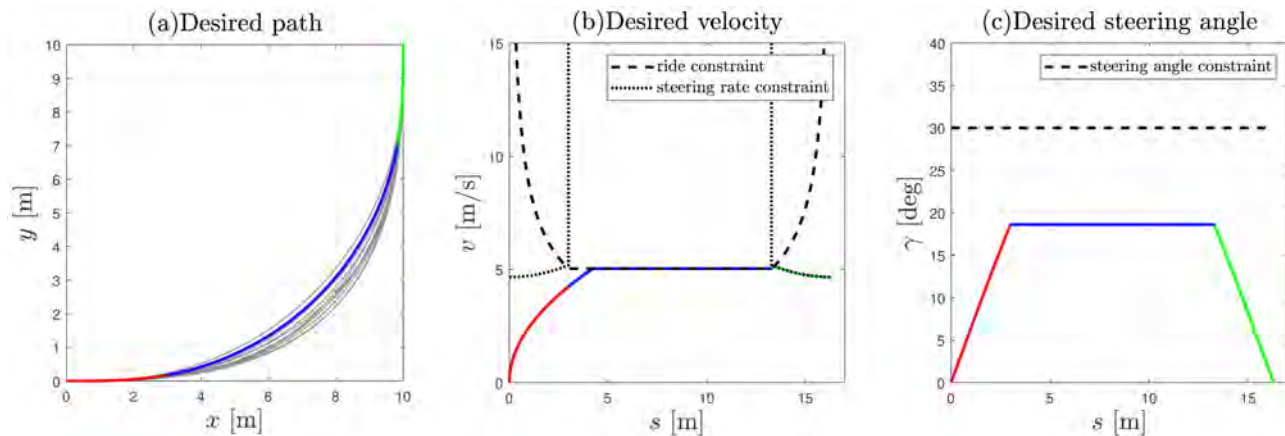 (a)Desired path
10
9
8
7
6
5
4
3
2
1
0
y [m]
0 2 4 6 8 10
x [m]
(b) Desired velocity
15
10
5
0
v [m/s]
ride constraint
steering rate constraint
0 5 10 15
s [m]
(c)Desired steering angle
40
35
30
25
20
15
10
5
0
γ [deg]
steering angle constraint
0 5 10 15
s [m]